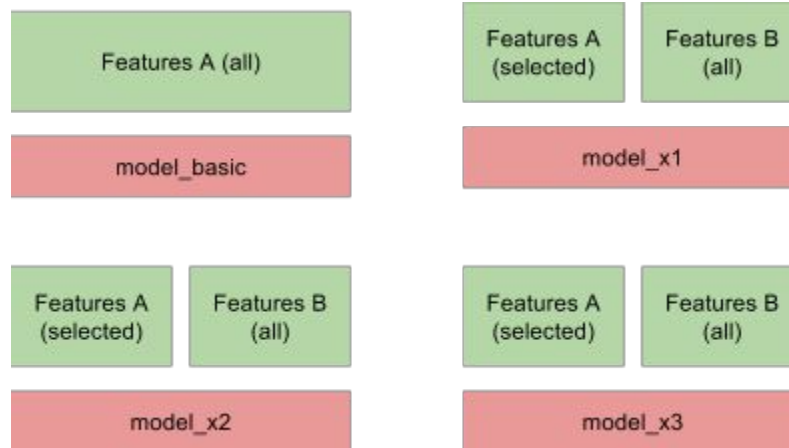 Features A (all)
model_basic
Features A
(selected)
Features B
(all)
model_x1
Features A
(selected)
Features B
(all)
model_x2
Features A
(selected)
Features B
(all)
model_x3